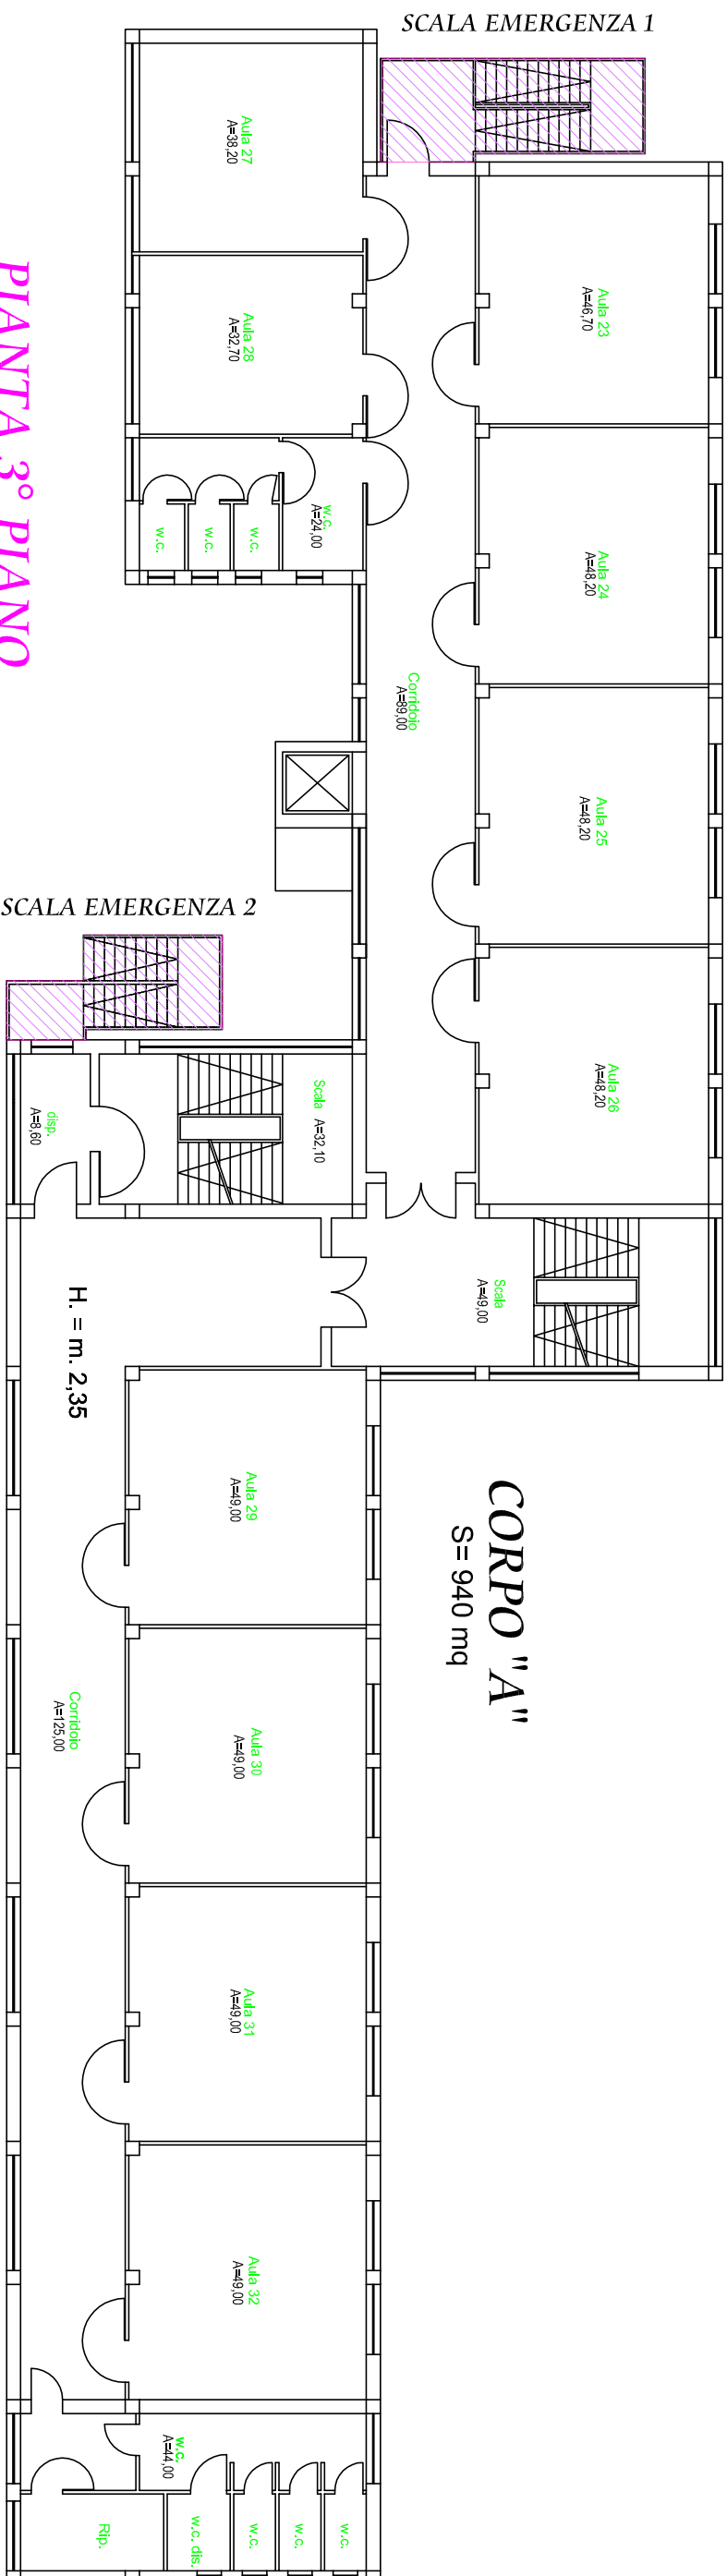 SCALA EMERGENZA 1
Aula 27
A=38,20
Aula 23
A=46,70
Aula 28
A=32,70
w.c.
A=24,00
w.c.
w.c.
w.c.
Aula 24
A=48,20
PIANTA 3° PIANO
Corridoio
A=89,00
Aula 25
A=48,20
SCALA EMERGENZA 2
Aula 26
A=48,20
Scala A=32,10
disp.
A=8,60
Scala
A=49,00
H. = m. 2,35
CORPO "A"
S= 940 mq
Aula 29
A=49,00
Corridoio
A=125,00
Aula 30
A=49,00
Aula 31
A=49,00
Aula 32
A=49,00
w.c.
A=44,00
Rip.
w.c. dis.
w.c.
w.c.
w.c.